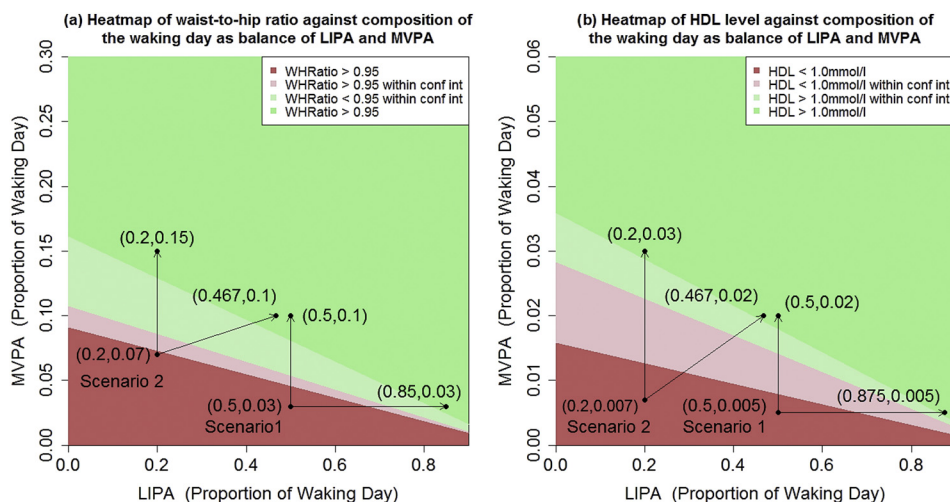 (a) Heatmap of waist-to-hip ratio against composition of
the waking day as balance of LIPA and MVPA
WHRatio > 0.95
WHRatio > 0.95 within conf int
WHRatio < 0.95 within conf int
WHRatio > 0.95
MVPA (Proportion of Waking Day)
0.30
0.25
0.20
0.15
0.10
0.05
0.00
(0.2,0.15)
(0.467,0.1)
(0.5,0.1)
(0.2,0.07)
Scenario 2
(0.85,0.03)
(0.5,0.03)
Scenario1
0.0
0.2
0.4
0.6
0.8
LIPA (Proportion of Waking Day)
(b) Heatmap of HDL level against composition of
the waking day as balance of LIPA and MVPA
HDL < 1.0mmol/l
HDL < 1.0mmol/l within conf int
HDL > 1.0mmol/l within conf int
HDL > 1.0mmol/l
MVPA (Proportion of Waking Day)
0.06
0.05
0.04
0.03
0.02
0.01
0.00
(0.2,0.03)
(0.467,0.02)
(0.5,0.02)
(0.875,0.005)
(0.2,0.007)
(0.5,0.005)
Scenario 2
Scenario 1
0.0
0.2
0.4
0.6
0.8
LIPA (Proportion of Waking Day)